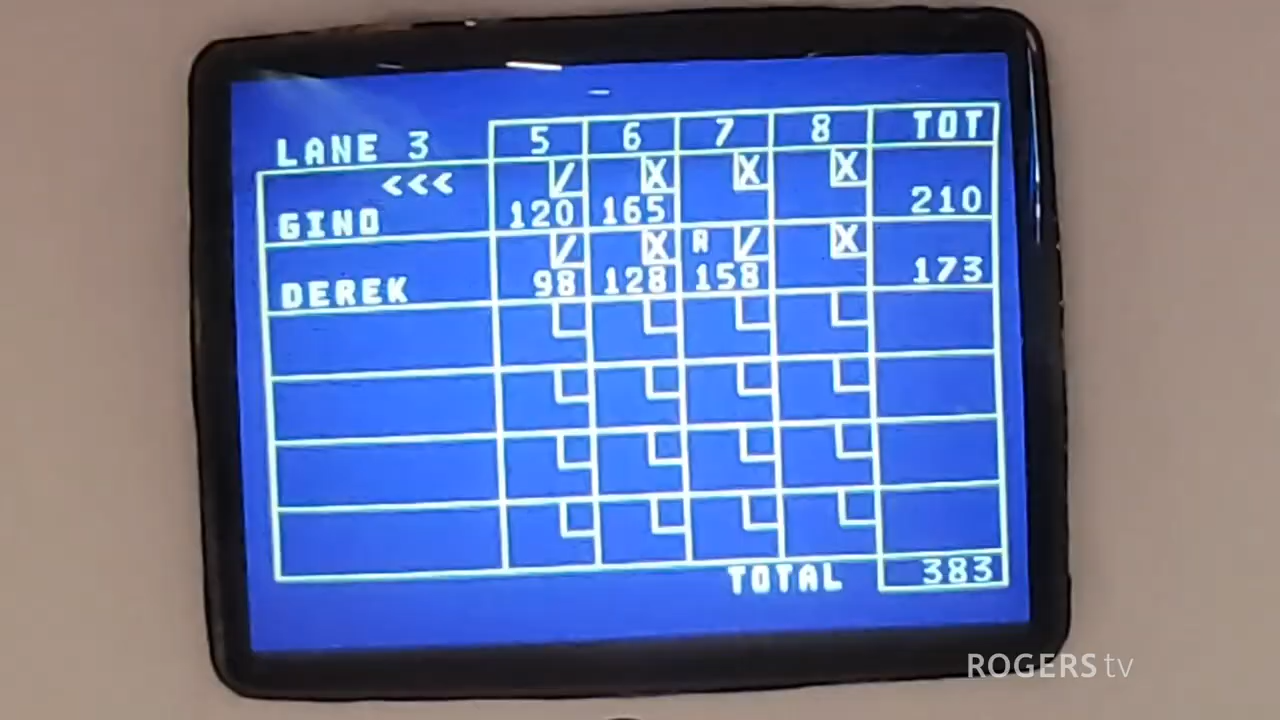 LANE 3 5 6 7 8 TOT
<<< / X X X
GINO 120 165 210
/ X A / X
DEREK 98 128 158 173
TOTAL 383
ROGERS tv